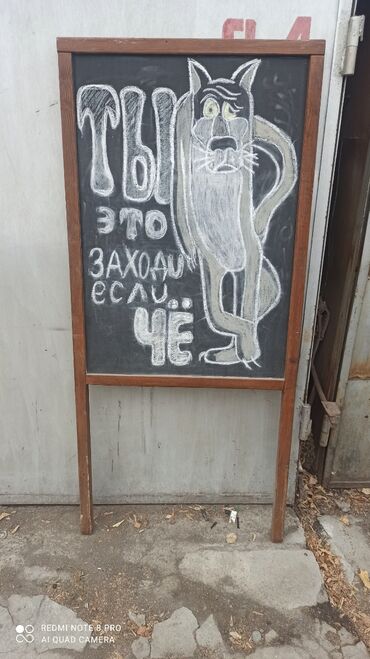 ТЫ
это
ЗАХОДИ
если
ЧЁ
REDMI NOTE 8 PRO
AI QUAD CAMERA